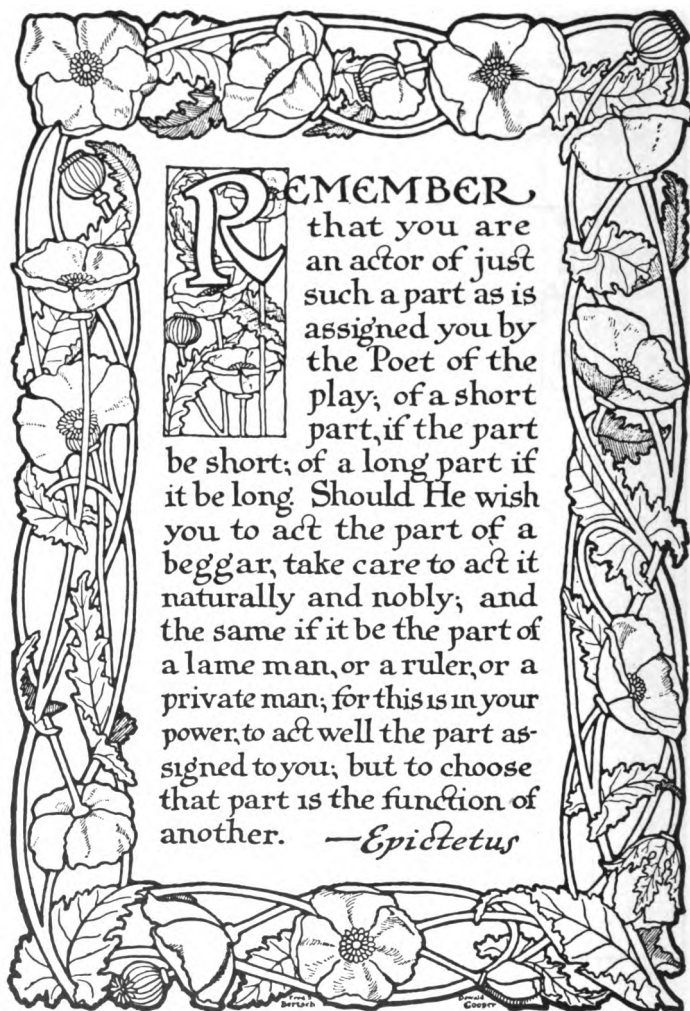 REMEMBER
that you are
an actor of just
such a part as is
assigned you by
the Poet of the
play; of a short
part, if the part
be short; of a long part if
it be long. Should He wish
you to act the part of a
beggar, take care to act it
naturally and nobly; and
the same if it be the part of
a lame man, or a ruler, or a
private man; for this is in your
power, to act well the part as-
signed to you; but to choose
that part is the function of
another. —Epictetus
Bertsch
Cooper